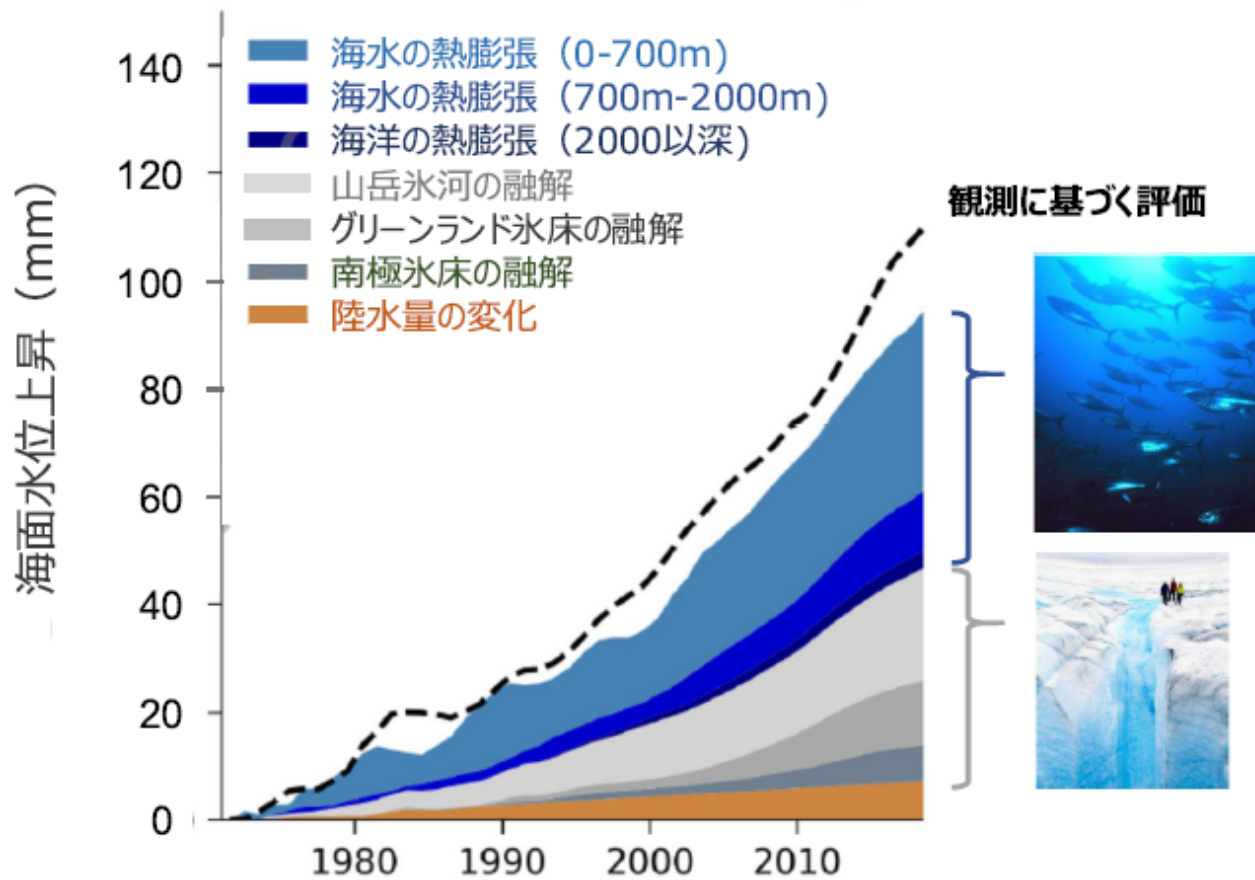 海面水位上昇（mm）
140
120
100
80
60
40
20
0
海水の熱膨張（0-700m）
海水の熱膨張（700m-2000m）
海洋の熱膨張（2000以深）
山岳氷河の融解
グリーンランド氷床の融解
南極氷床の融解
陸水量の変化
観測に基づく評価
1980
1990
2000
2010